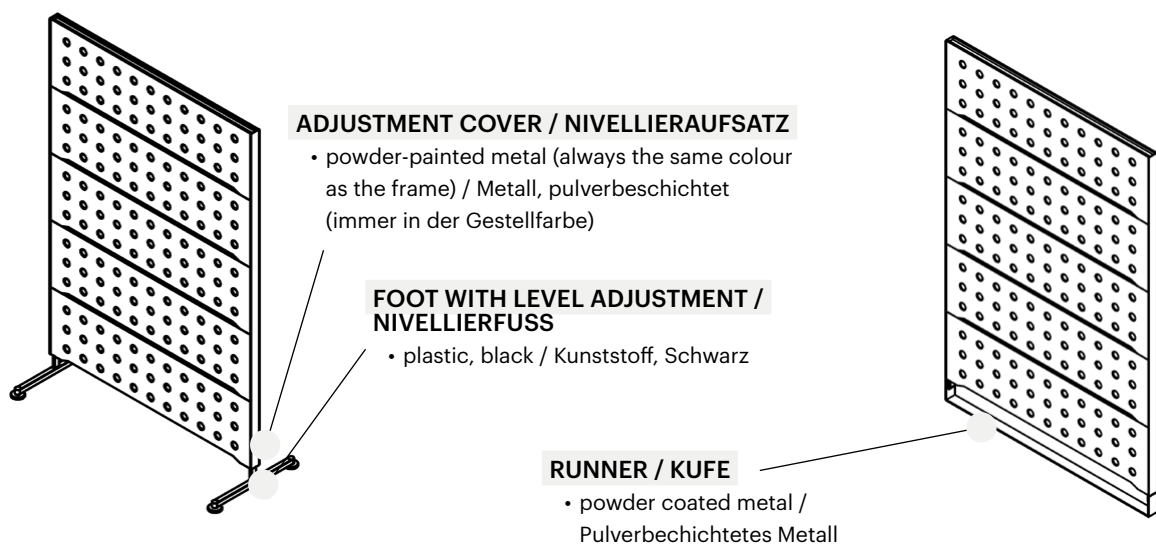 ADJUSTMENT COVER / NIVELLIERAUFSATZ
• powder-painted metal (always the same colour
as the frame) / Metall, pulverbeschichtet
(immer in der Gestellfarbe)
FOOT WITH LEVEL ADJUSTMENT /
NIVELLIERFUSS
• plastic, black / Kunststoff, Schwarz
RUNNER / KUFE
• powder coated metal /
Pulverbechichtetes Metall